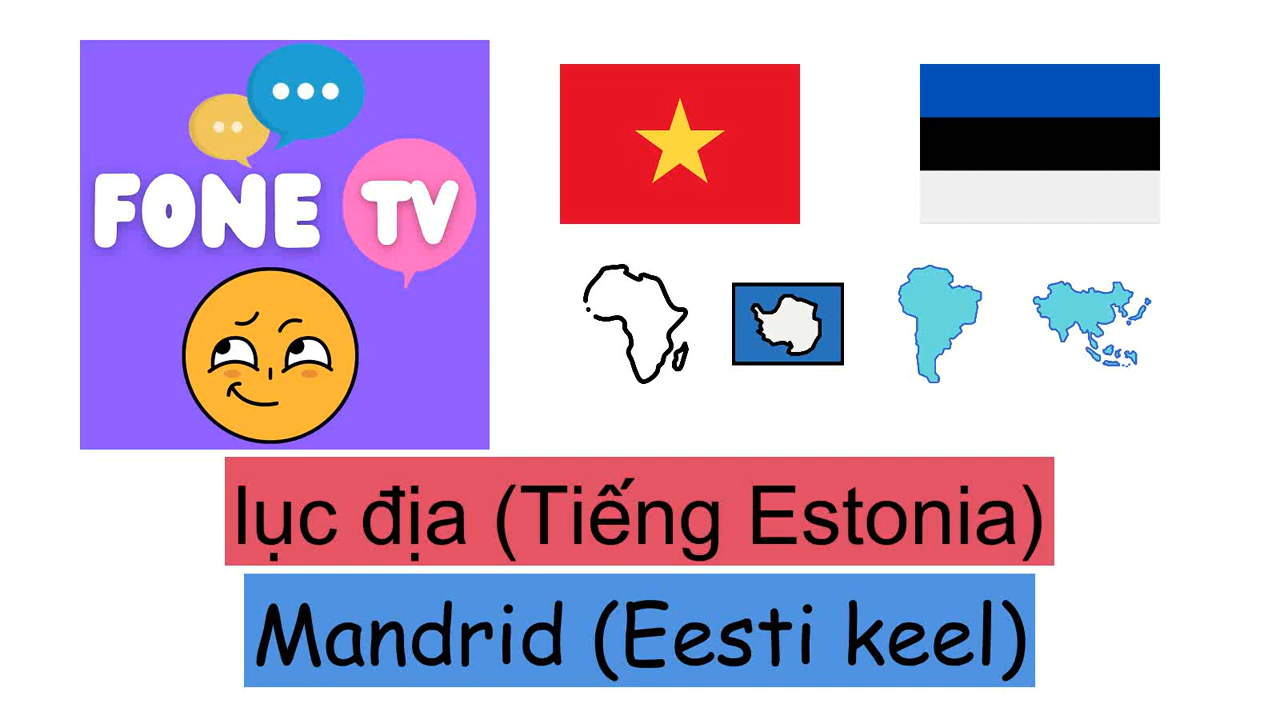 FONE TV
lục địa (Tiếng Estonia)
Mandrid (Eesti keel)